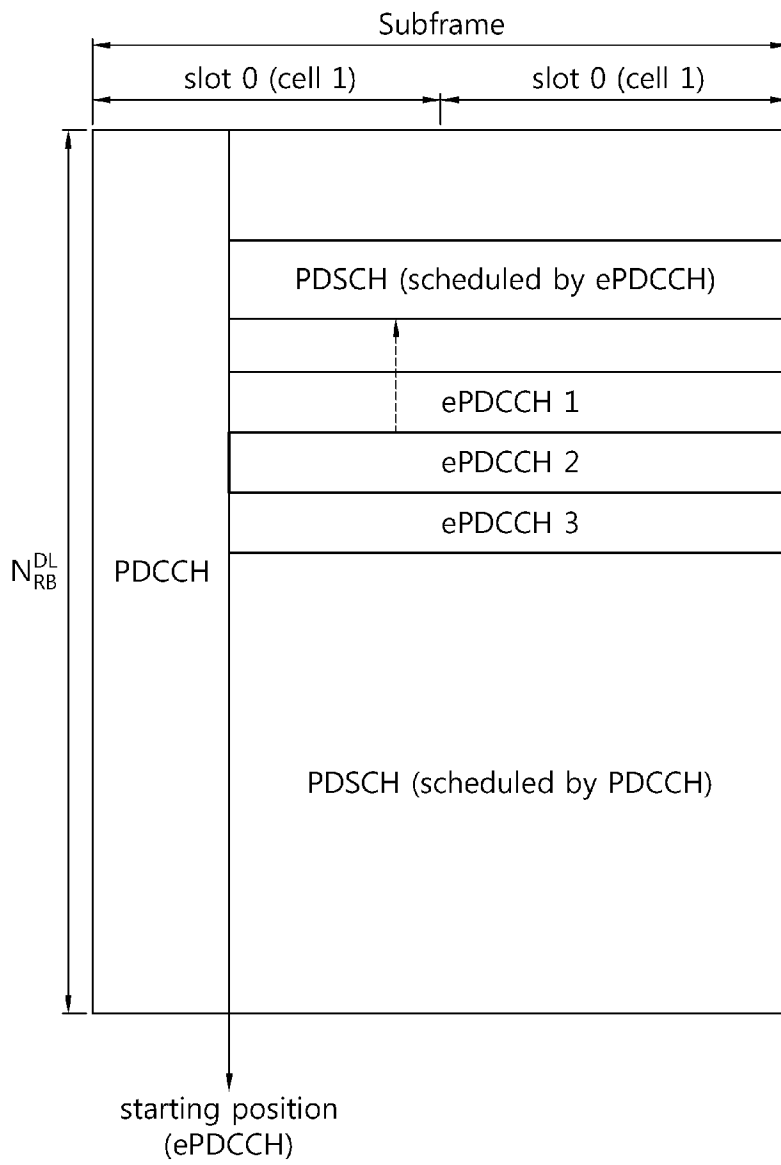 Subframe
slot 0 (cell 1)
slot 0 (cell 1)
PDSCH (scheduled by ePDCCH)
ePDCCH 1
ePDCCH 2
ePDCCH 3
N_RB^DL
PDCCH
PDSCH (scheduled by PDCCH)
starting position
(ePDCCH)